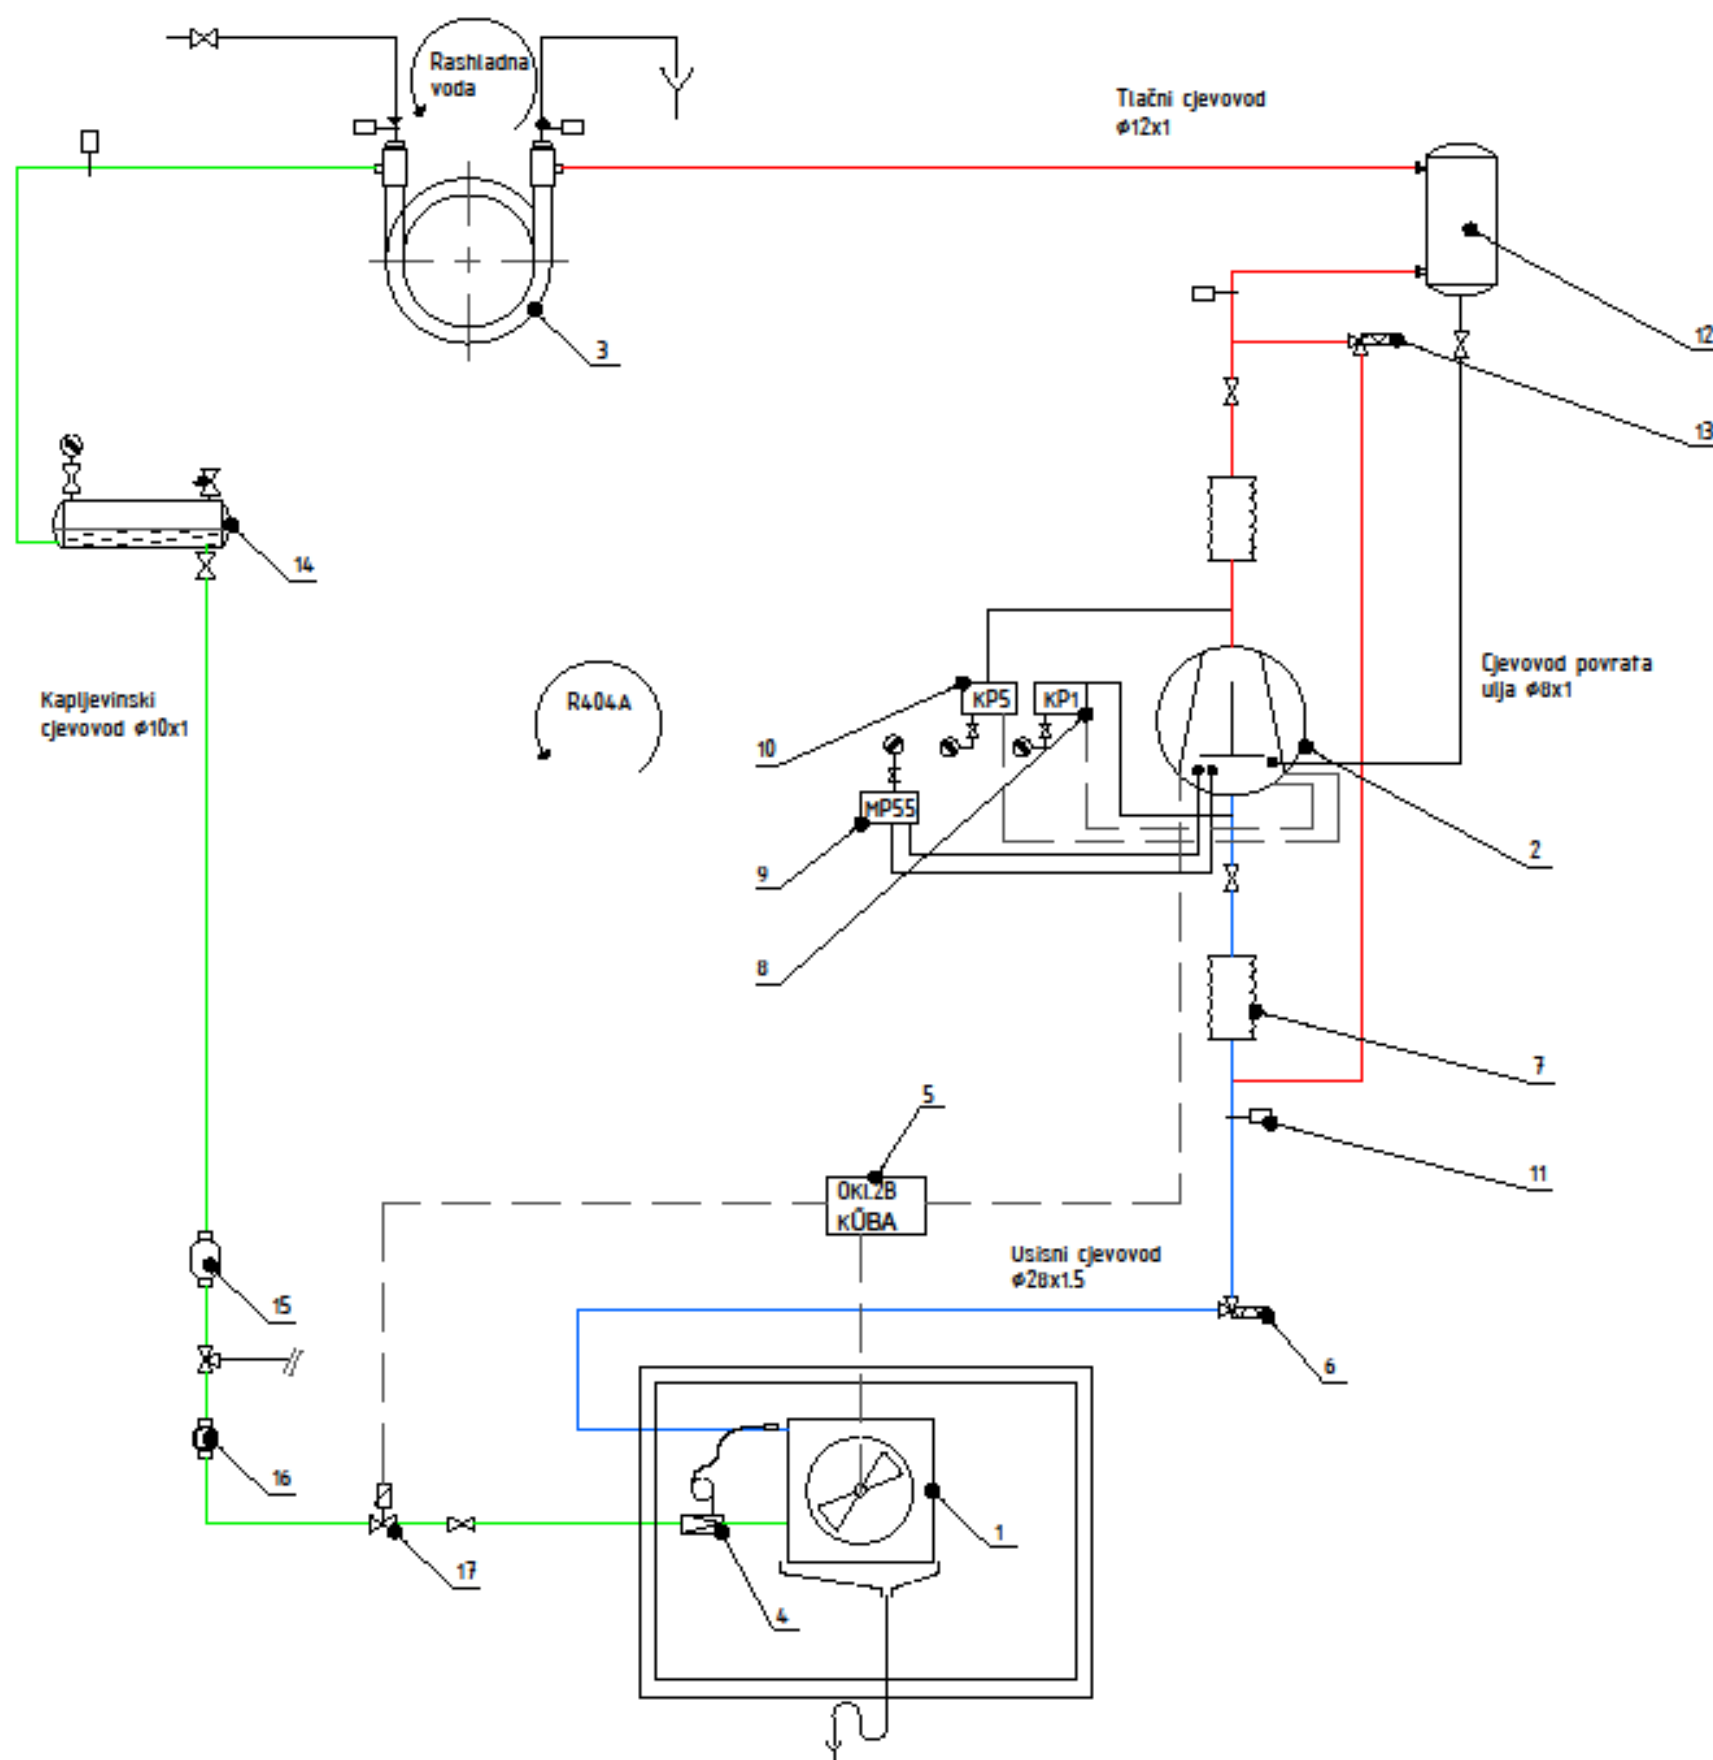 Rashladna
voda
Tlačni cjevovod
ø12x1
3
12
13
14
Kapljevinski
cjevovod ø10x1
R404A
Cjevovod povrata
ulja ø8x1
KP5
KP1
10
MP55
9
2
8
7
5
11
0KL2B
KÜBA
Usisni cjevovod
ø28x1.5
15
6
16
1
17
4